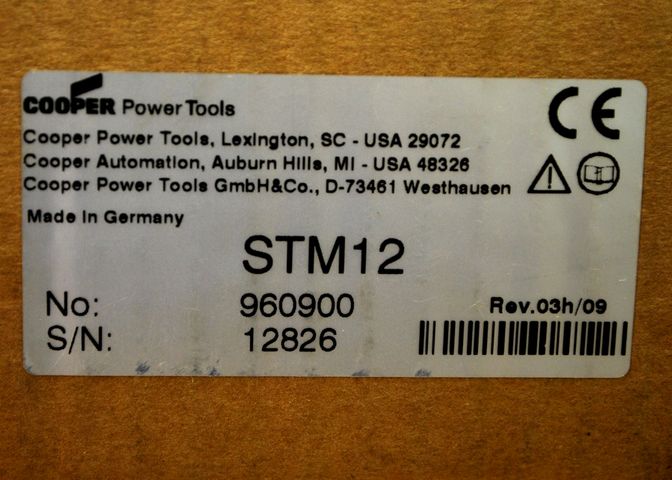 COOPER Power Tools
Cooper Power Tools, Lexington, SC - USA 29072
Cooper Automation, Auburn Hills, MI - USA 48326
Cooper Power Tools GmbH&Co., D-73461 Westhausen
Made in Germany
CE
STM12
No: 960900
Rev.03h/09
S/N: 12826